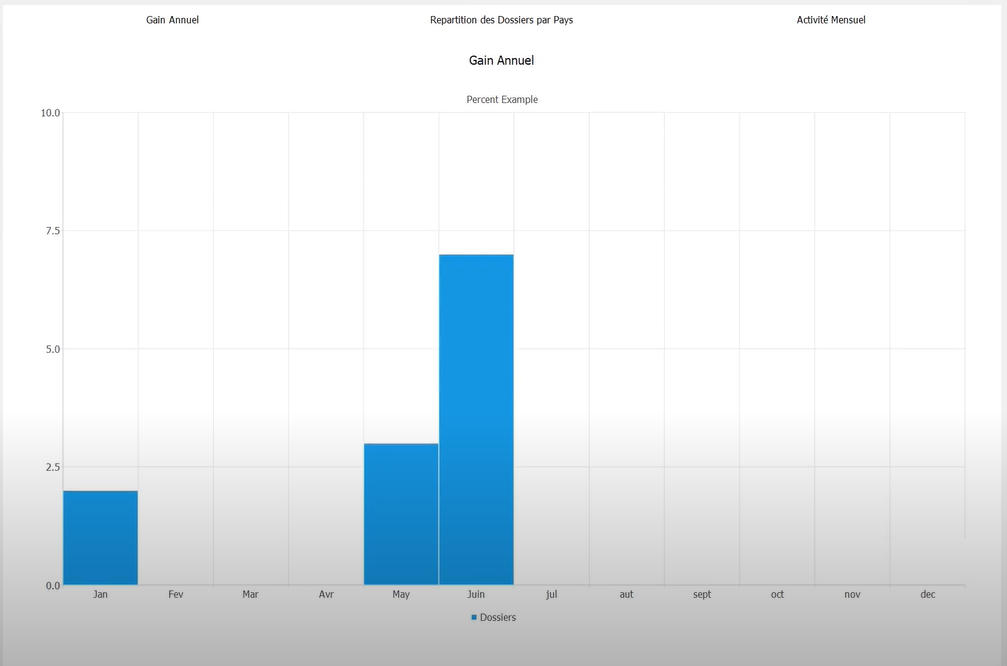 Gain Annuel Repartition des Dossiers par Pays Activité Mensuel
Gain Annuel
Percent Example
10.0
7.5
5.0
2.5
0.0
Jan Fev Mar Avr May Juin jul aut sept oct nov dec
Dossiers